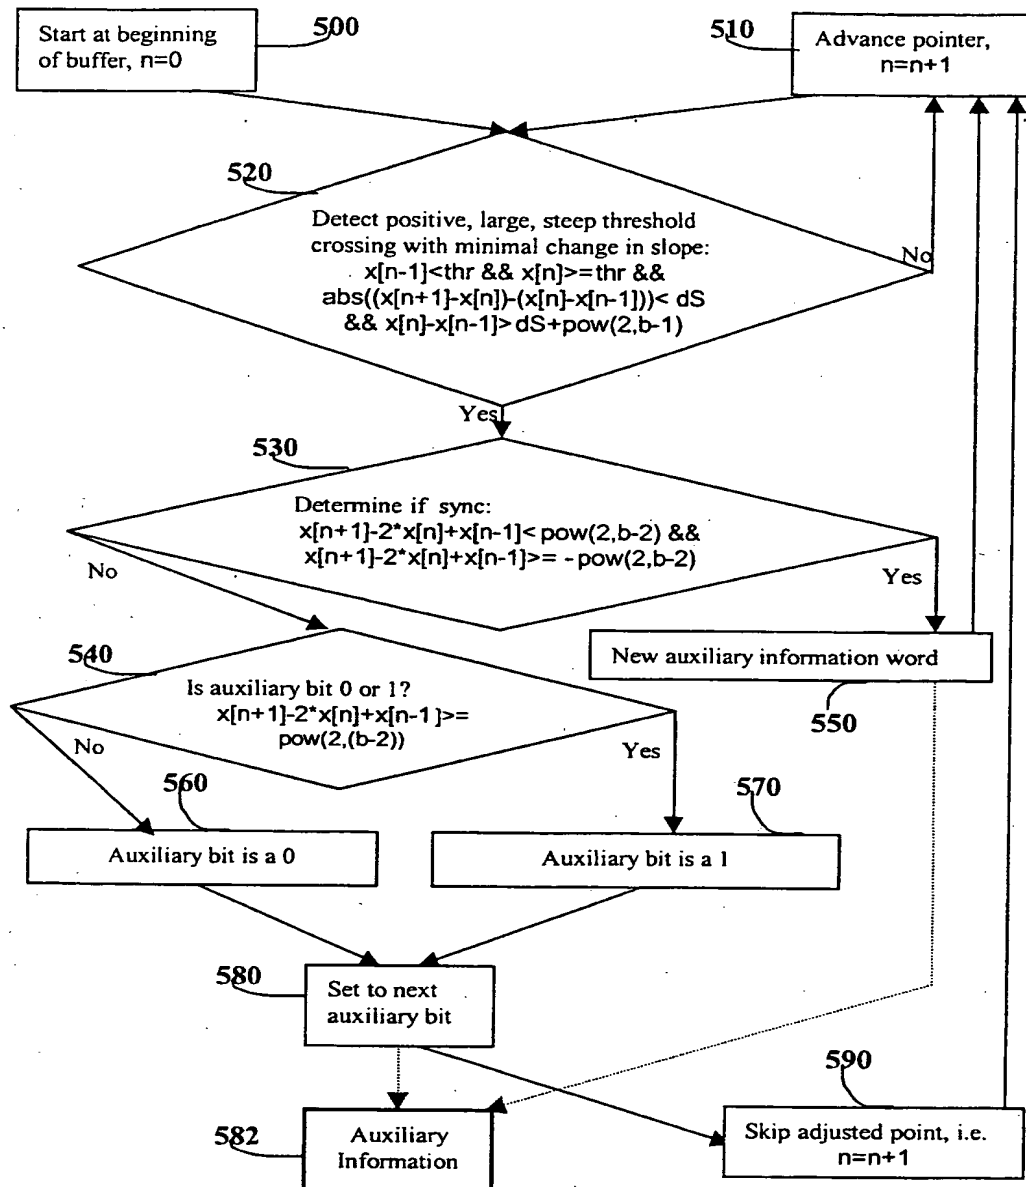 Start at beginning
of buffer, n=0
500
510
Advance pointer,
n=n+1
520
Detect positive, large, steep threshold
crossing with minimal change in slope:
x[n-1]<thr && x[n]>=thr &&
abs((x[n+1]-x[n])-(x[n]-x[n-1]))< dS
&& x[n]-x[n-1]>dS+pow(2,b-1)
No
Yes
530
Determine if sync:
x[n+1]-2*x[n]+x[n-1]< pow(2,b-2) &&
x[n+1]-2*x[n]+x[n-1]>= -pow(2,b-2)
No
Yes
540
Is auxiliary bit 0 or 1?
x[n+1]-2*x[n]+x[n-1]>=
pow(2,(b-2))
No
Yes
New auxiliary information word
550
560
Auxiliary bit is a 0
570
Auxiliary bit is a 1
580
Set to next
auxiliary bit
590
Skip adjusted point, i.e.
n=n+1
582
Auxiliary
Information